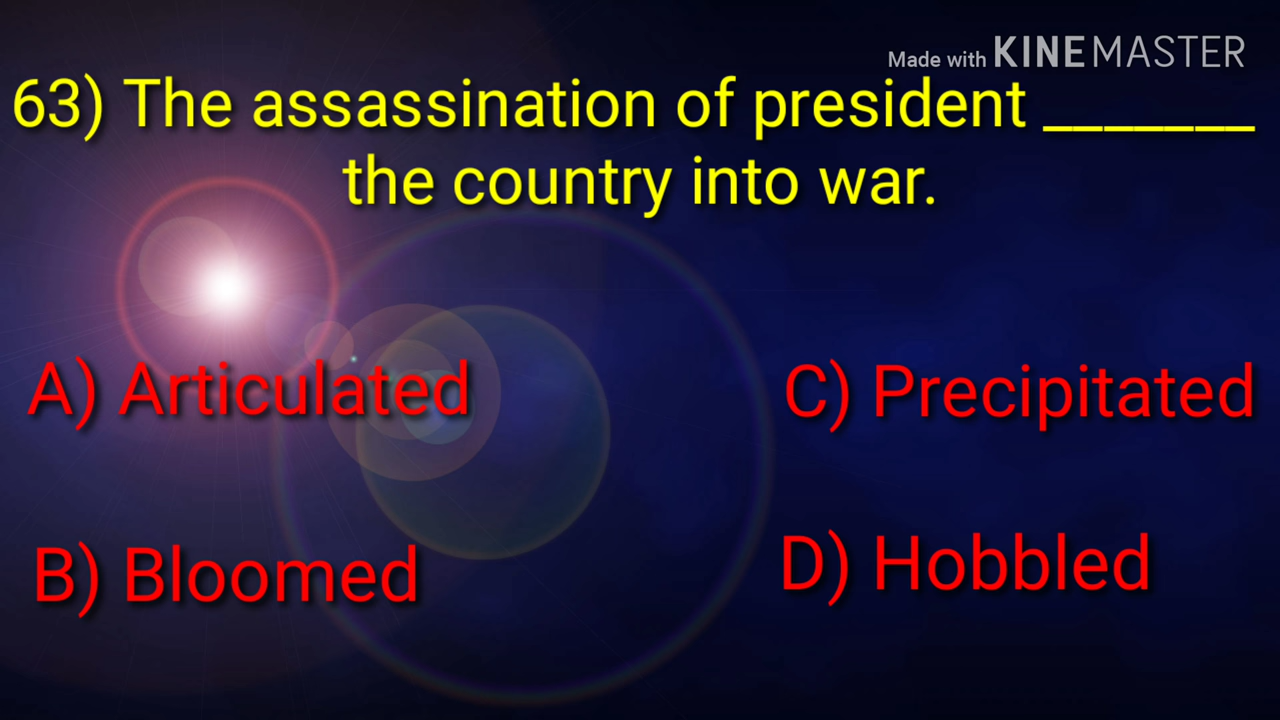 Made with KINEMASTER
63) The assassination of president _______
the country into war.
A) Articulated
C) Precipitated
B) Bloomed
D) Hobbled